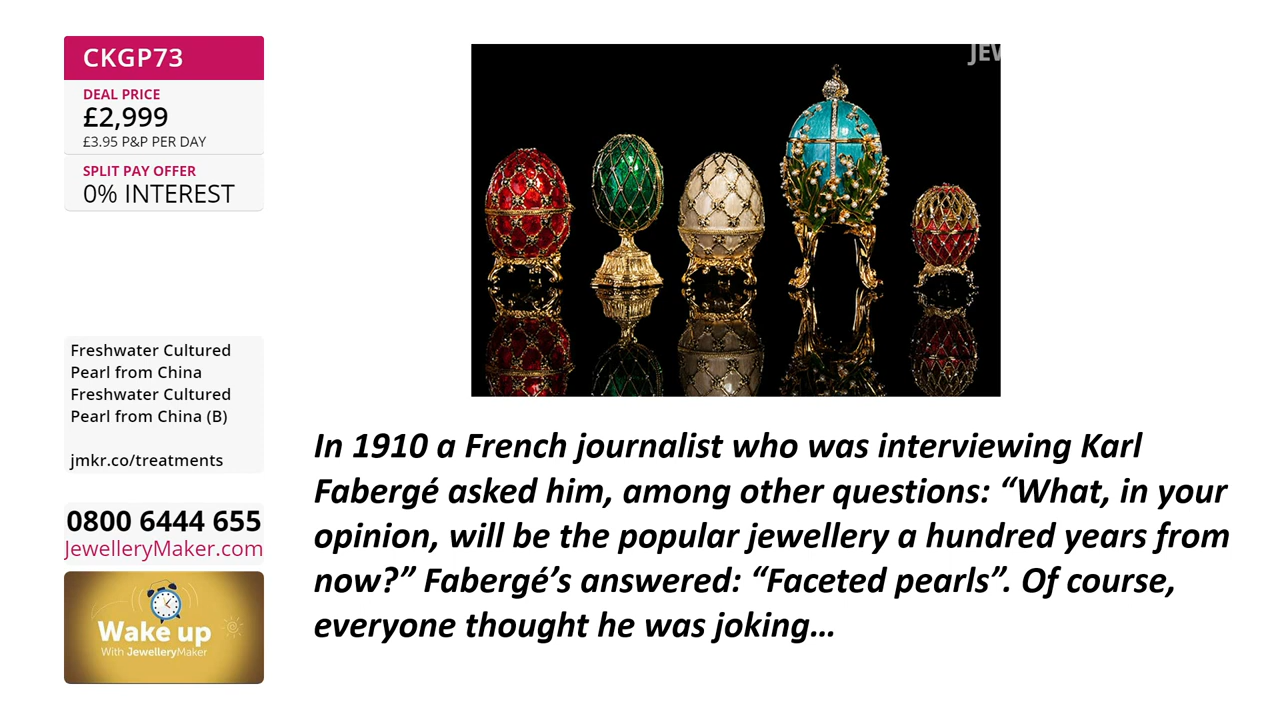 CKGP73
DEAL PRICE
£2,999
£3.95 P&P PER DAY
SPLIT PAY OFFER
0% INTEREST
Freshwater Cultured
Pearl from China
Freshwater Cultured
Pearl from China (B)
jmkr.co/treatments
0800 6444 655
JewelleryMaker.com
Wake up
With JewelleryMaker
In 1910 a French journalist who was interviewing Karl
Fabergé asked him, among other questions: “What, in your
opinion, will be the popular jewellery a hundred years from
now?” Fabergé’s answered: “Faceted pearls”. Of course,
everyone thought he was joking…